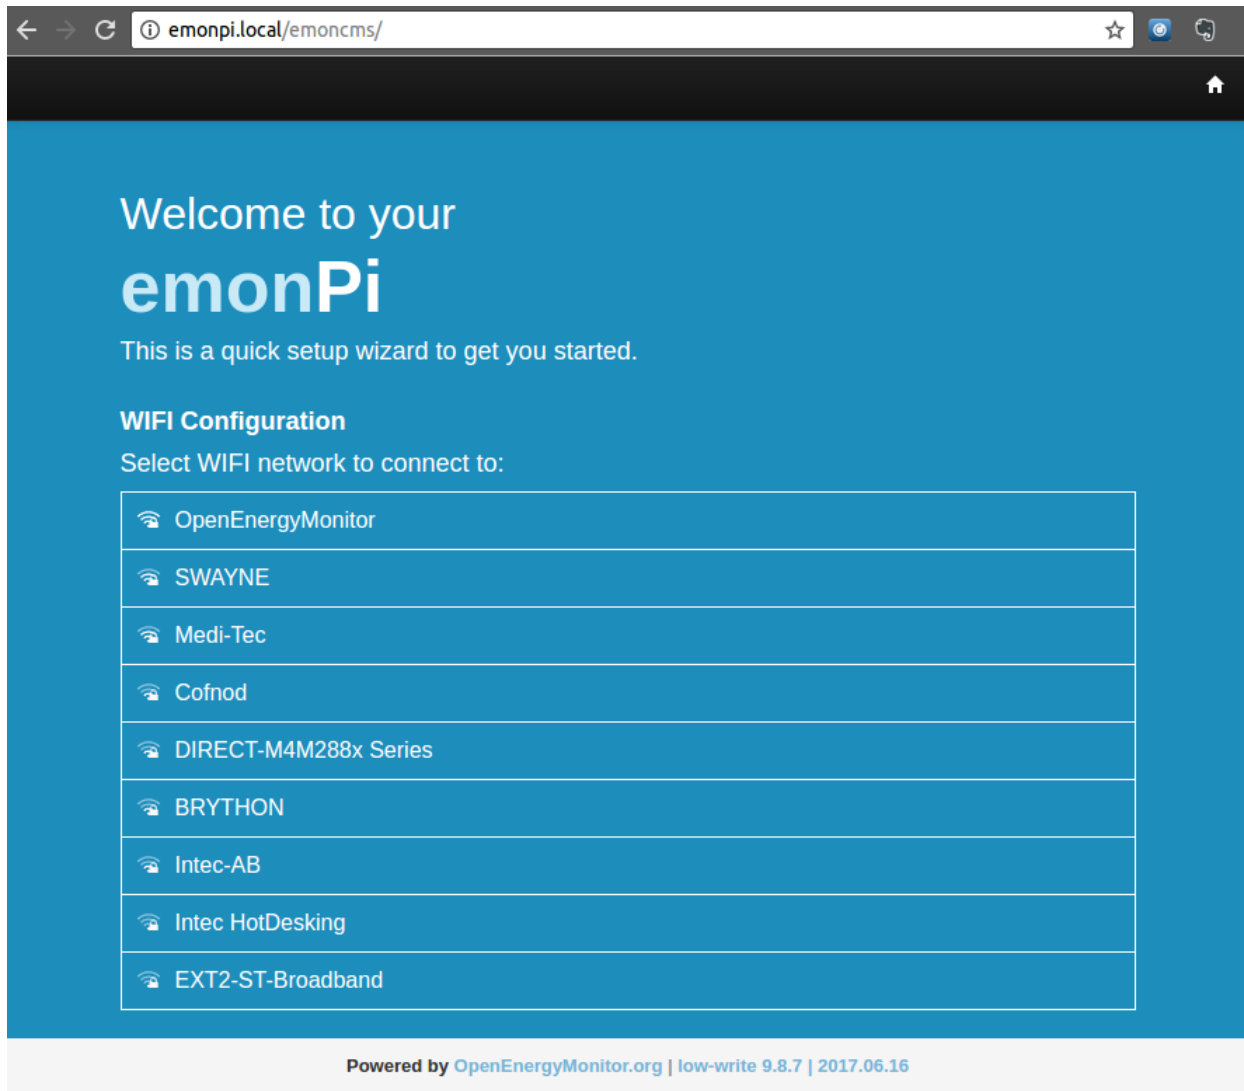 emonpi.local/emoncms/
Welcome to your
emonPi
This is a quick setup wizard to get you started.
WIFI Configuration
Select WIFI network to connect to:
OpenEnergyMonitor
SWAYNE
Medi-Tec
Cofnod
DIRECT-M4M288x Series
BRYTHON
Intec-AB
Intec HotDesking
EXT2-ST-Broadband
Powered by OpenEnergyMonitor.org | low-write 9.8.7 | 2017.06.16